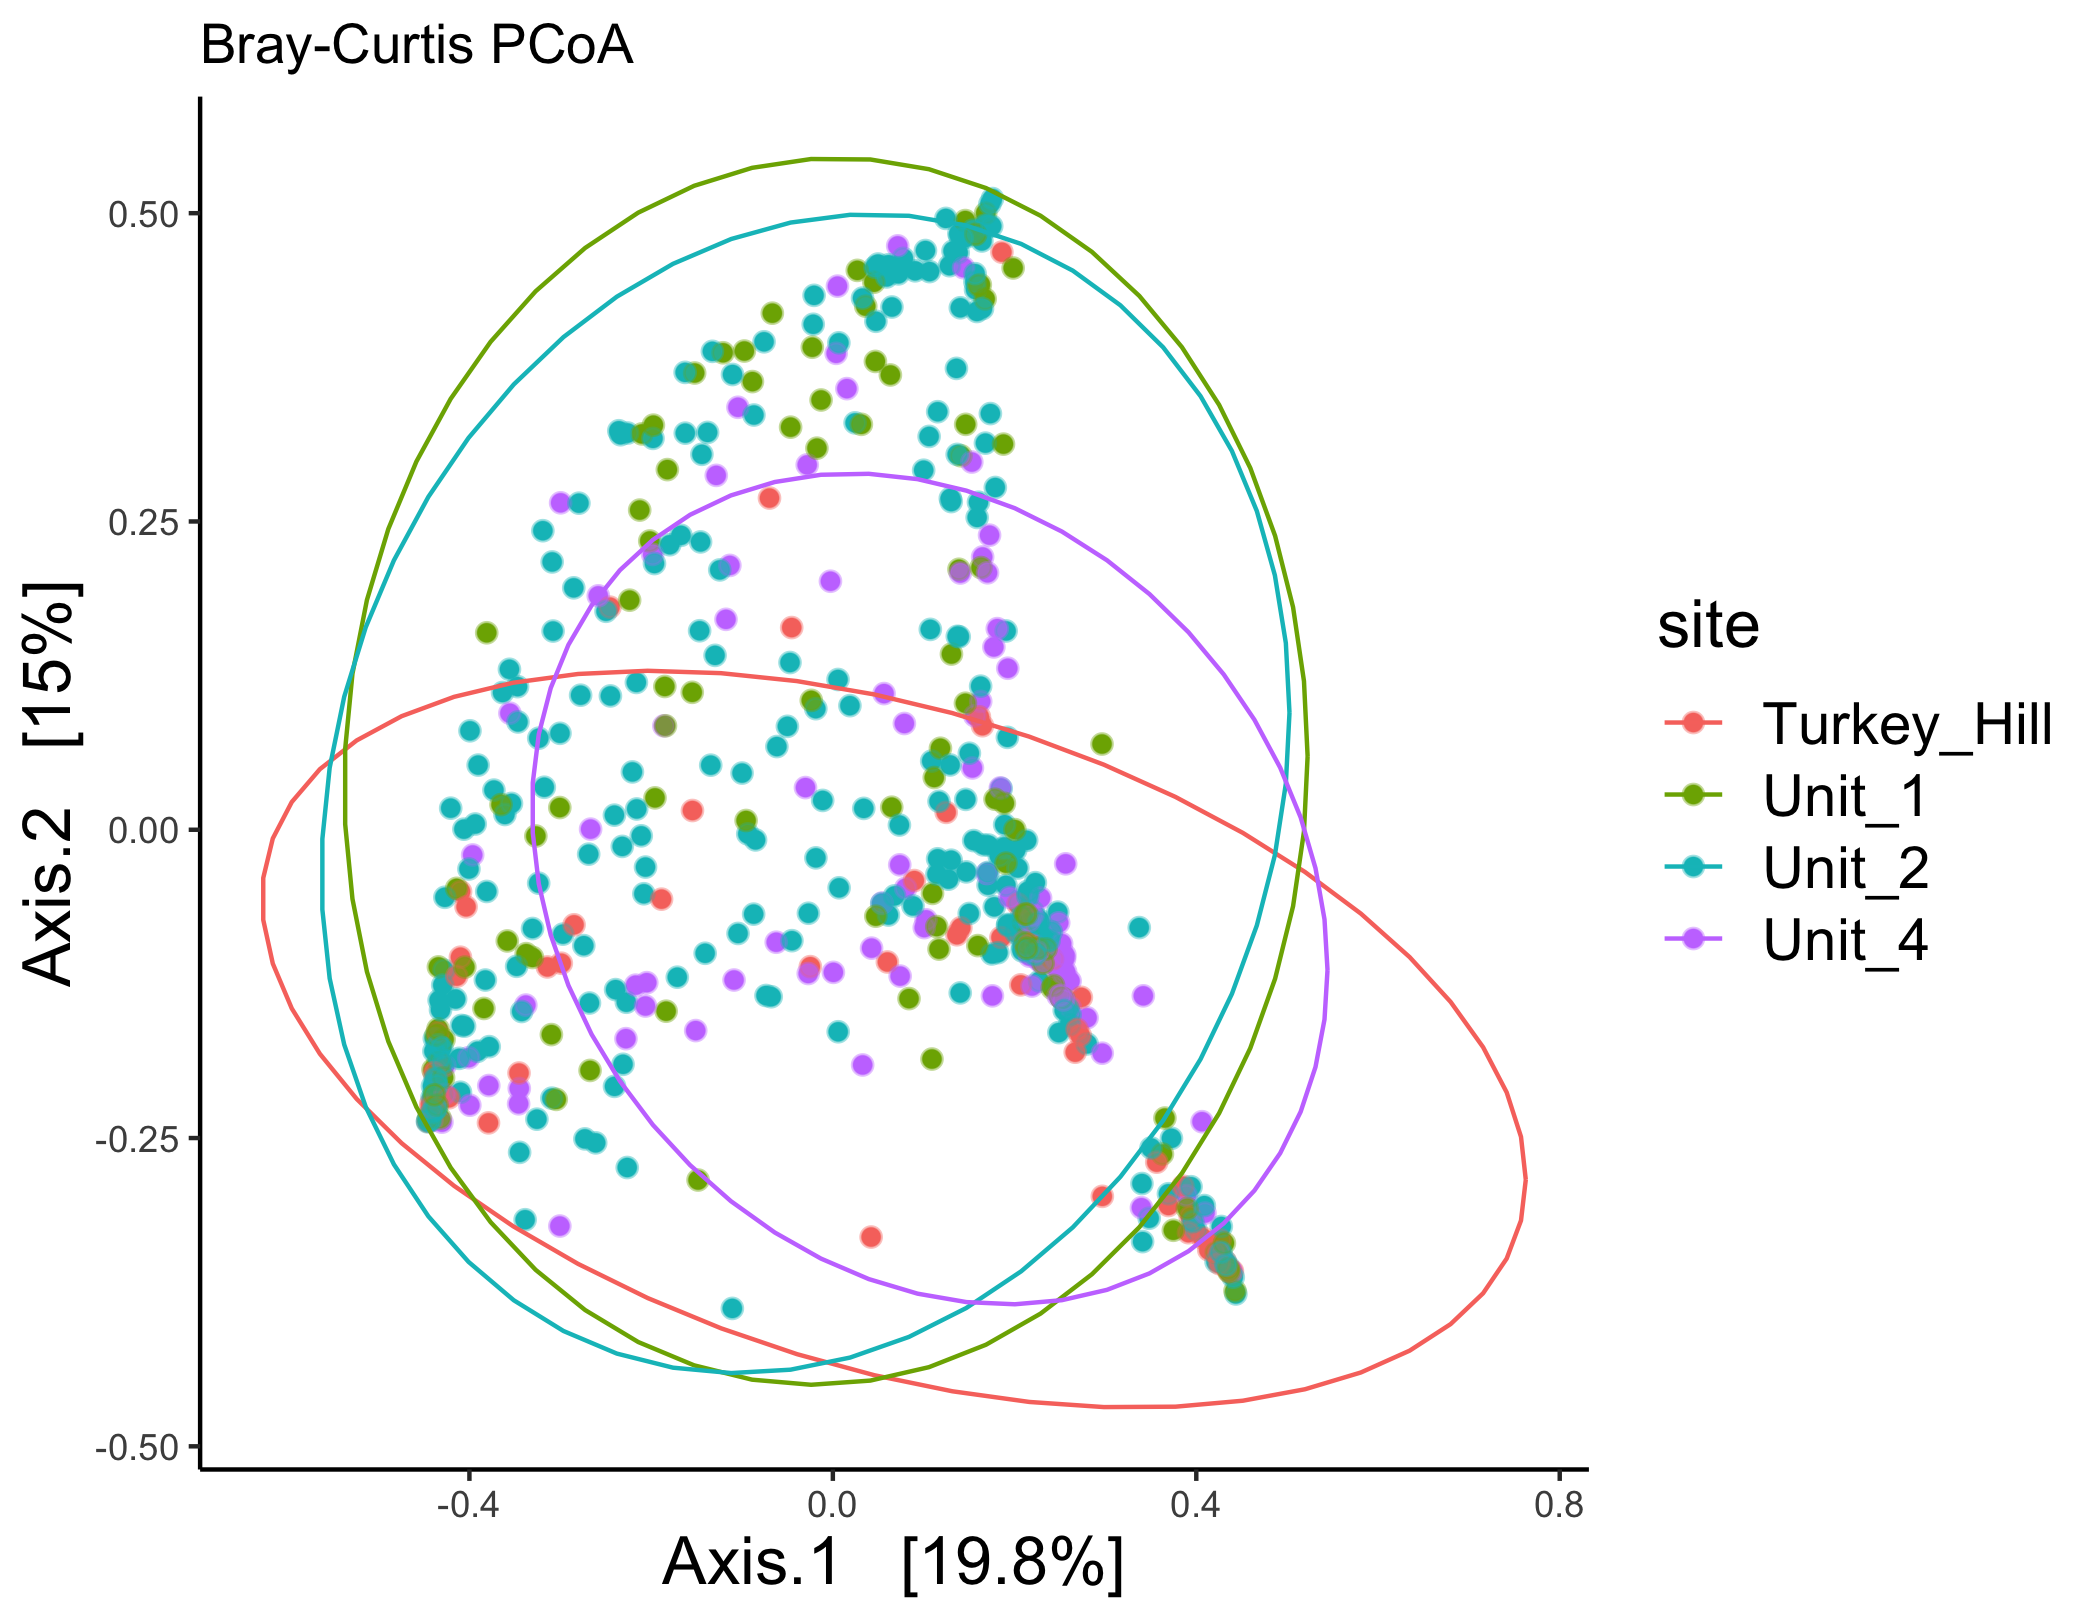 Bray-Curtis PCoA
0.50
0.25
0.00
-0.25
-0.50
Axis.2 [15%]
-0.4
0.0
0.4
0.8
Axis.1 [19.8%]
site
Turkey_Hill
Unit_1
Unit_2
Unit_4